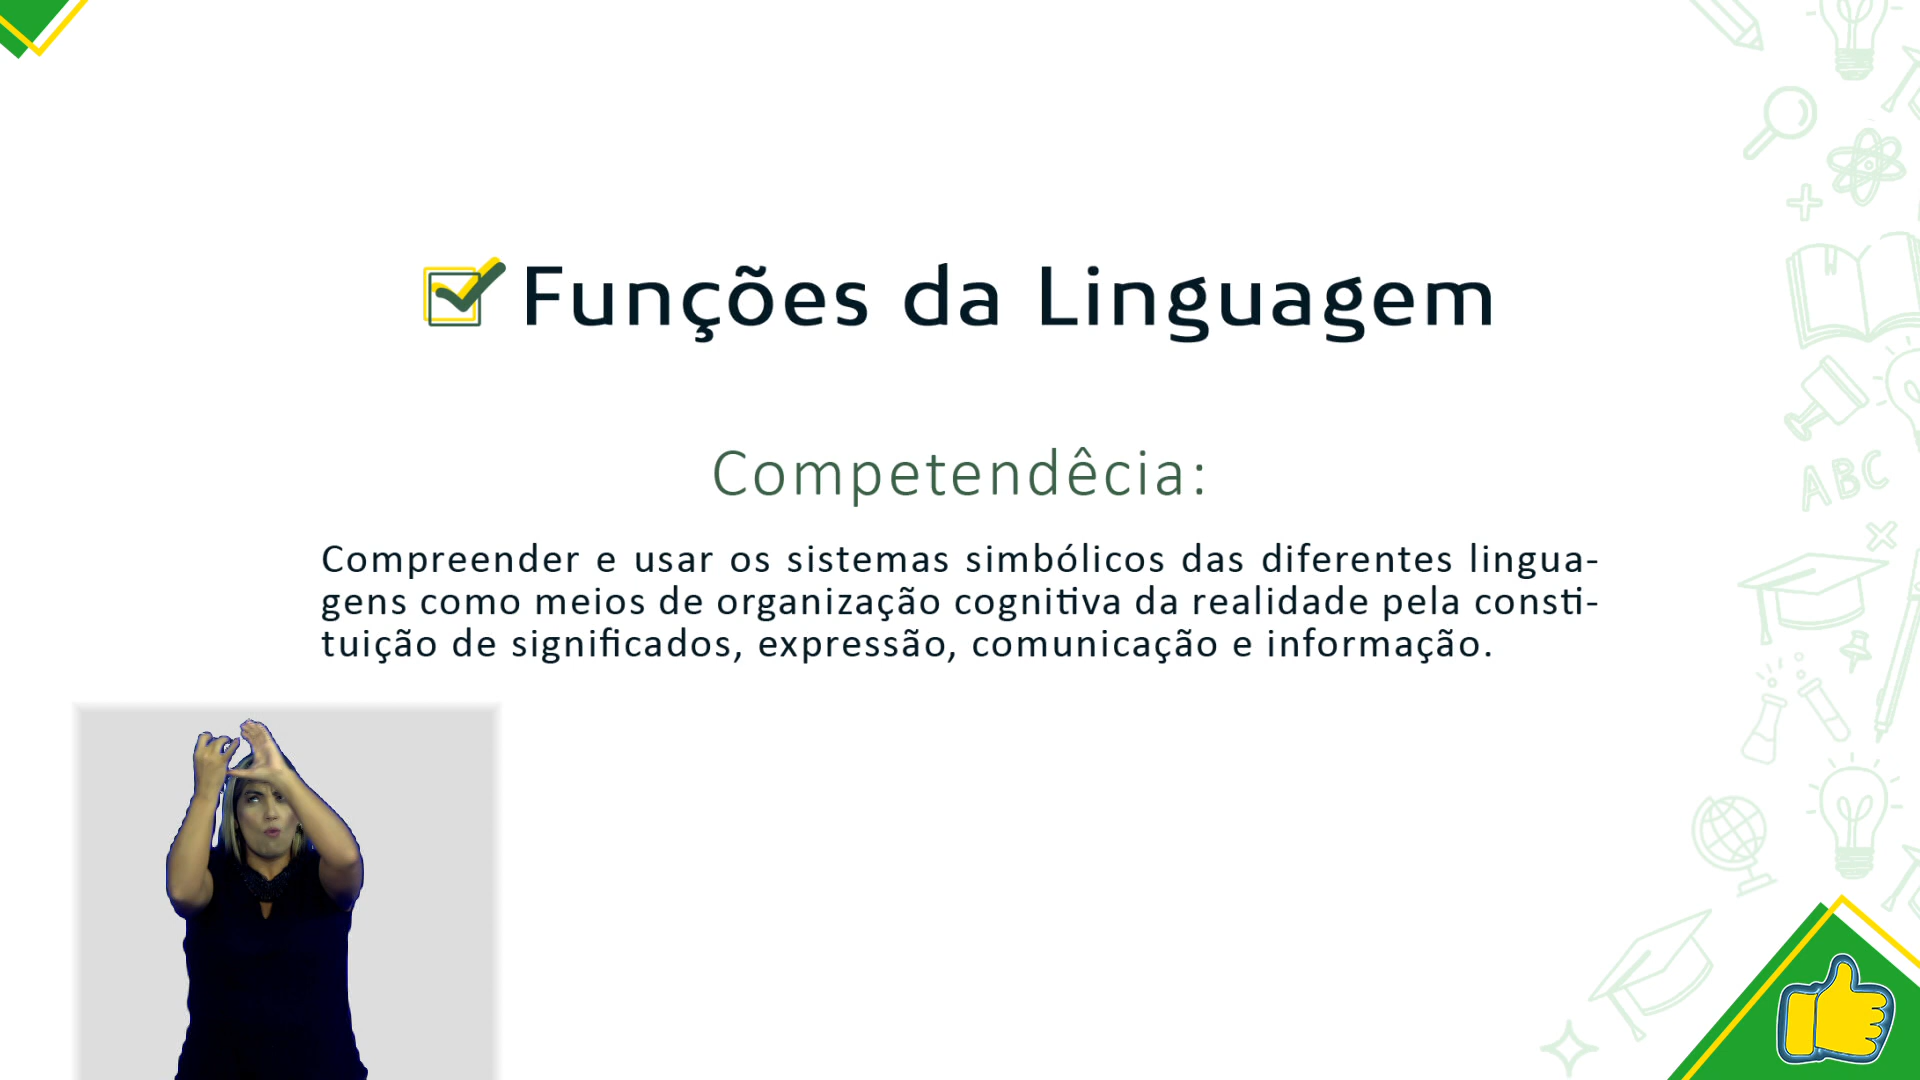 Funções da Linguagem
Competendêcia:
Compreender e usar os sistemas simbólicos das diferentes lingua-
gens como meios de organização cognitiva da realidade pela consti-
tuição de significados, expressão, comunicação e informação.
ABC